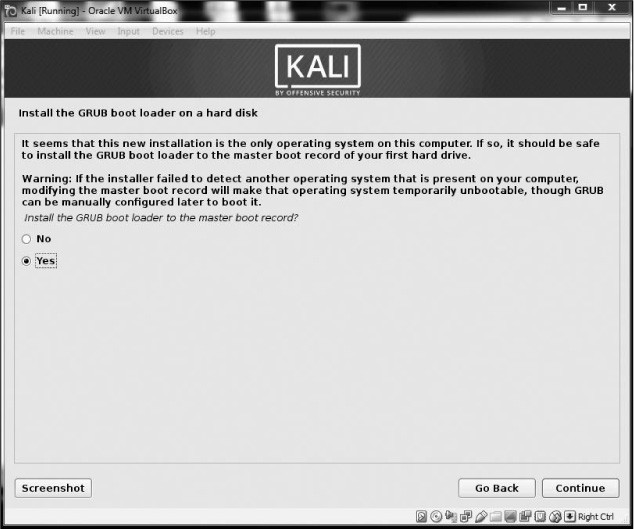 Kali [Running] - Oracle VM VirtualBox
File Machine View Input Devices Help
KALI
BY OFFENSIVE SECURITY
Install the GRUB boot loader on a hard disk
It seems that this new installation is the only operating system on this computer. If so, it should be safe
to install the GRUB boot loader to the master boot record of your first hard drive.
Warning: If the installer failed to detect another operating system that is present on your computer,
modifying the master boot record will make that operating system temporarily unbootable, though GRUB
can be manually configured later to boot it.
Install the GRUB boot loader to the master boot record?
No
Yes
Screenshot
Go Back
Continue
Right Ctrl